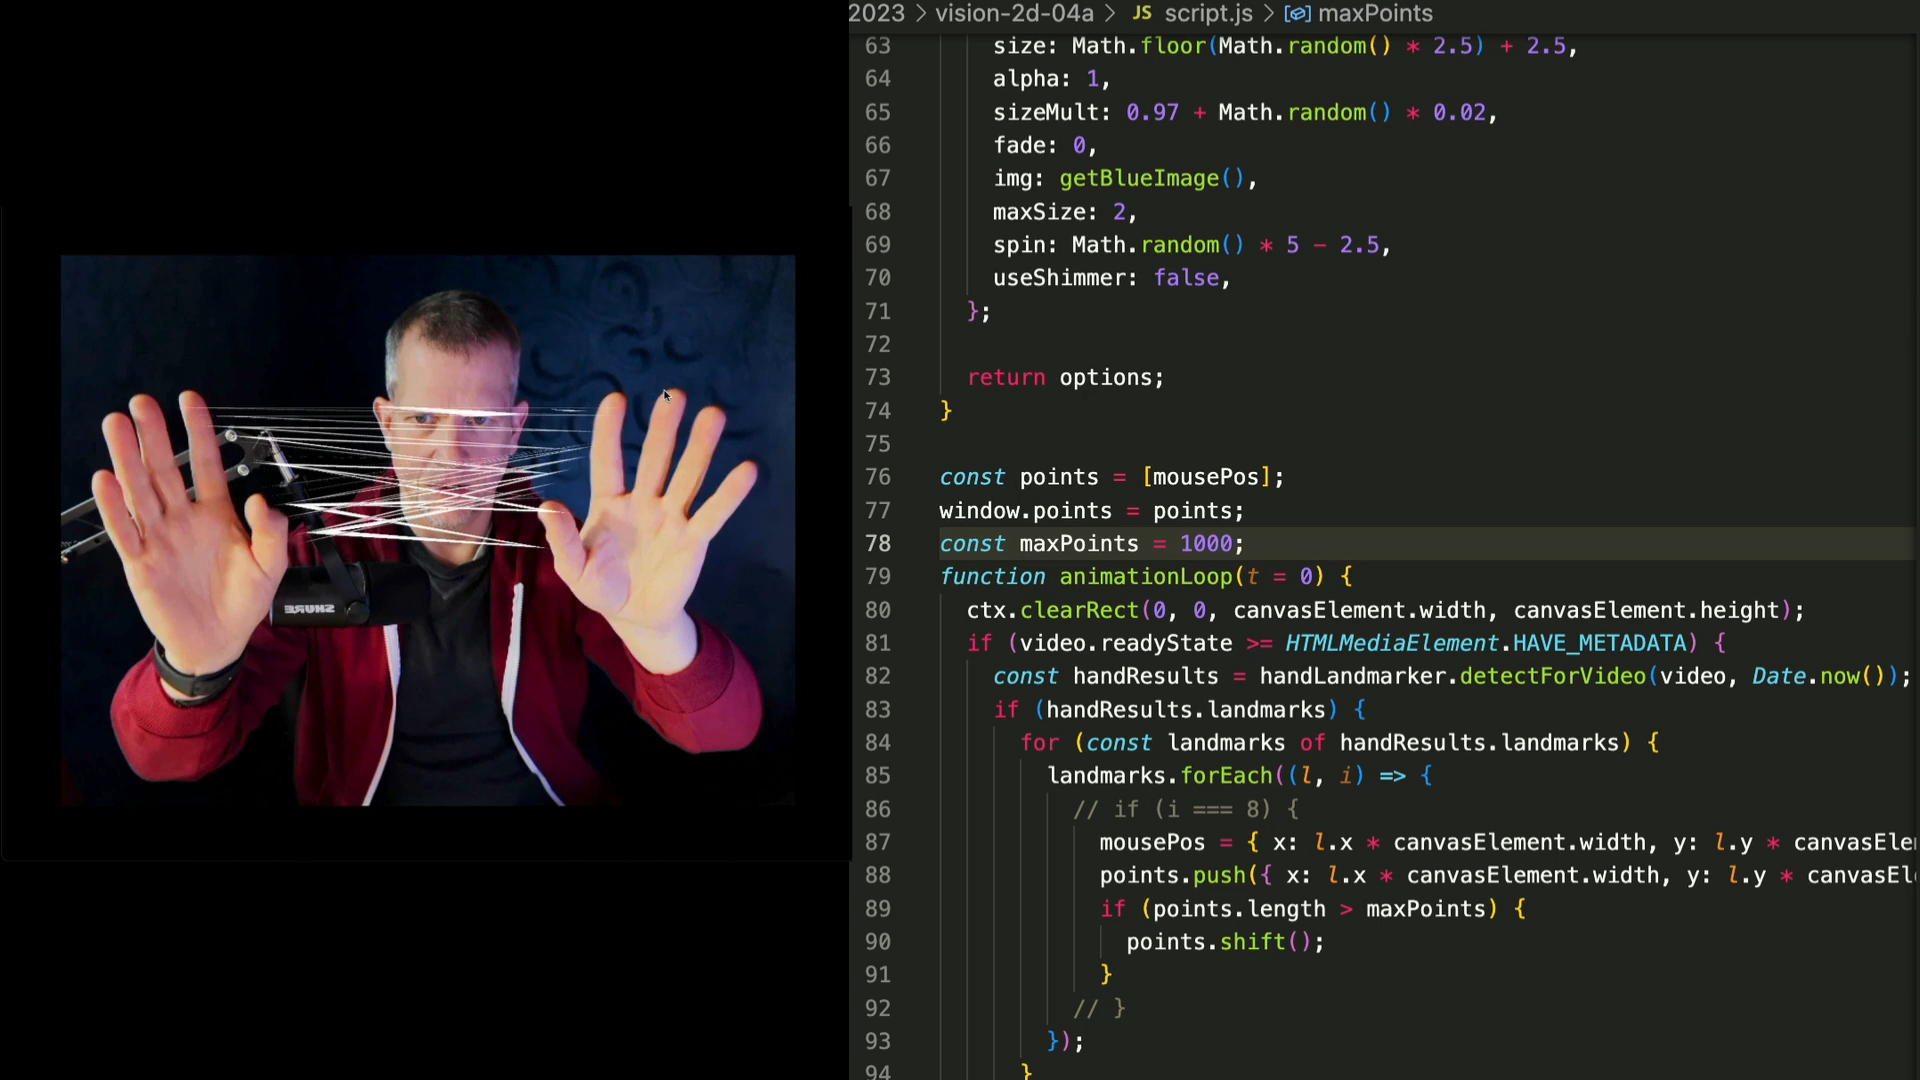 2023 > vision-2d-04a > JS script.js > maxPoints
63 size: Math.floor(Math.random() * 2.5) + 2.5,
64 alpha: 1,
65 sizeMult: 0.97 + Math.random() * 0.02,
66 fade: 0,
67 img: getBlueImage(),
68 maxSize: 2,
69 spin: Math.random() * 5 - 2.5,
70 useShimmer: false,
71 };
72
73 return options;
74 }
75
76 const points = [mousePos];
77 window.points = points;
78 const maxPoints = 1000;
79 function animationLoop(t = 0) {
80 ctx.clearRect(0, 0, canvasElement.width, canvasElement.height);
81 if (video.readyState >= HTMLMediaElement.HAVE_METADATA) {
82 const handResults = handLandmarker.detectForVideo(video, Date.now());
83 if (handResults.landmarks) {
84 for (const landmarks of handResults.landmarks) {
85 landmarks.forEach((l, i) => {
86 // if (i === 8) {
87 mousePos = { x: l.x * canvasElement.width, y: l.y * canvasEle
88 points.push({ x: l.x * canvasElement.width, y: l.y * canvasEl
89 if (points.length > maxPoints) {
90 points.shift();
91 }
92 // }
93 });
94 }
SHURE